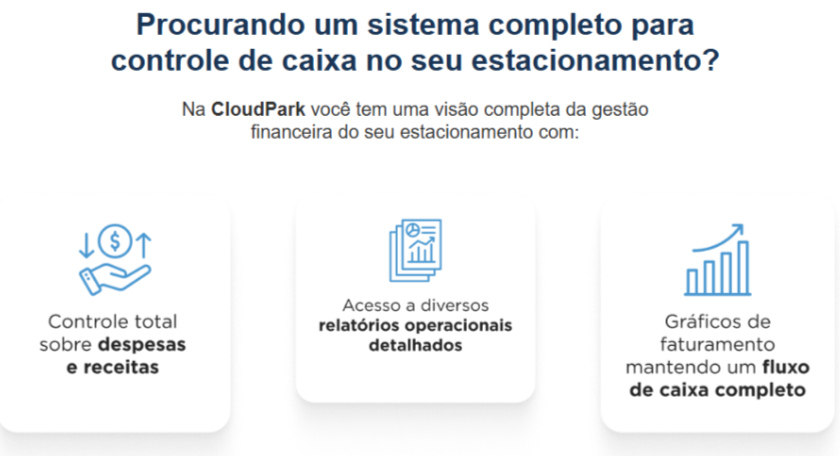 Procurando um sistema completo para
controle de caixa no seu estacionamento?
Na CloudPark você tem uma visão completa da gestão
financeira do seu estacionamento com:
$
Controle total
sobre despesas
e receitas
Acesso a diversos
relatórios operacionais
detalhados
Gráficos de
faturamento
mantendo um fluxo
de caixa completo